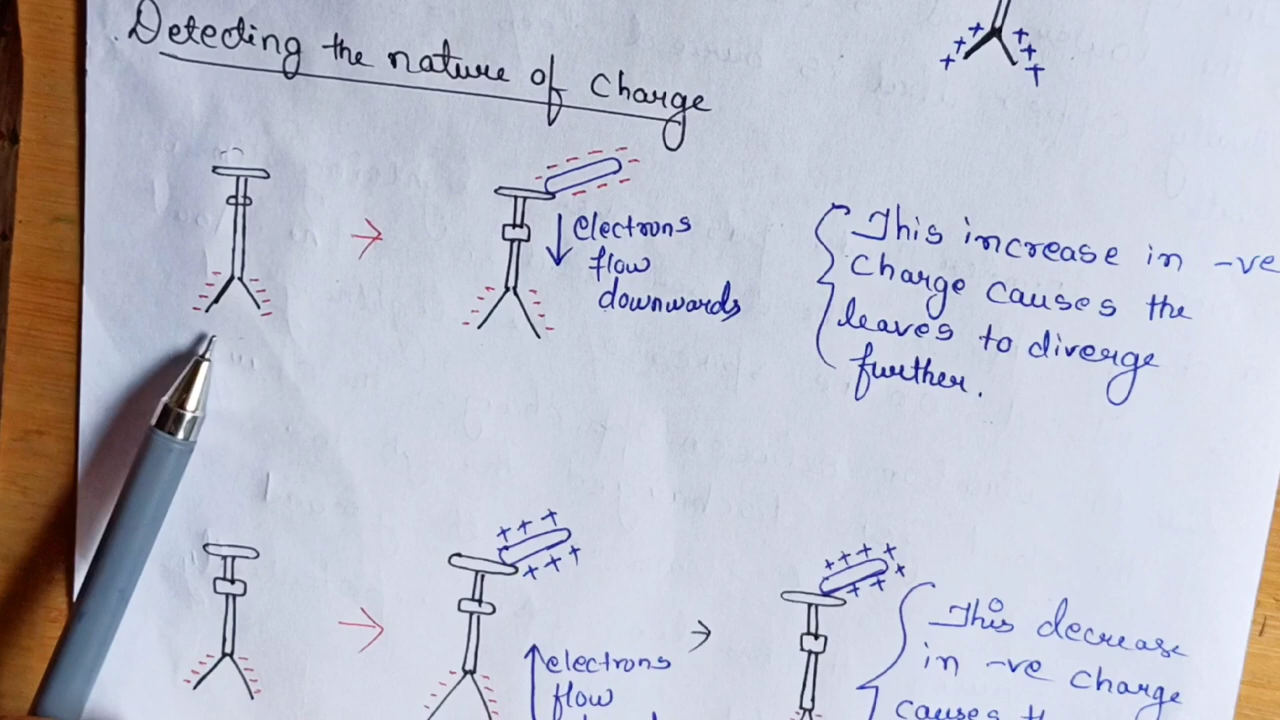 Detecting the nature of Charge
electrons
flow
downwards
This increase in -ve
Charge causes the
leaves to diverge
further.
electrons
flow
This decrease
in -ve charge
causes